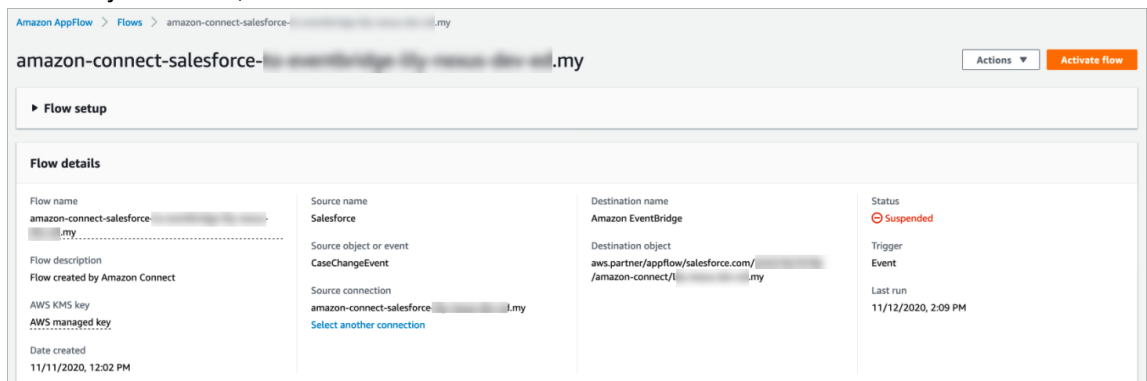 Amazon AppFlow > Flows > amazon-connect-salesforce- .my
amazon-connect-salesforce- .my
Actions ▼
Activate flow
▶ Flow setup
Flow details
Flow name
amazon-connect-salesforce- -
.my
Flow description
Flow created by Amazon Connect
AWS KMS key
AWS managed key
Date created
11/11/2020, 12:02 PM
Source name
Salesforce
Source object or event
CaseChangeEvent
Source connection
amazon-connect-salesforce- .my
Select another connection
Destination name
Amazon EventBridge
Destination object
aws.partner/appflow/salesforce.com/
/amazon-connect/ .my
Status
Suspended
Trigger
Event
Last run
11/12/2020, 2:09 PM